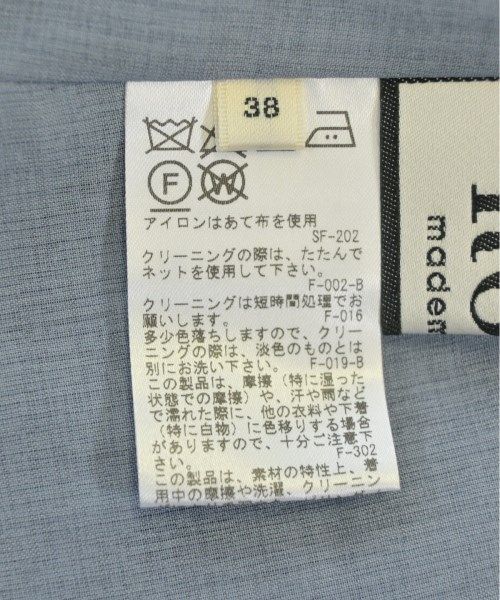 38
F
W
アイロンはあて布を使用
SF-202
クリーニングの際は、たたんで
ネットを使用して下さい。
F-002-B
クリーニングは短時間処理でお
願いします。
F-016
多少色落ちしますので、クリー
ニングの際は、淡色のものとは
別にお洗い下さい。
F-019-B
この製品は、摩擦（特に湿った
状態での摩擦）や、汗や雨など
で濡れた際に、他の衣料や下着
（特に白物）に色移りする場合
がありますので、十分ご注意下
さい。
F-302
この製品は、素材の特性上、着
用中の摩擦や洗濯、クリーニン
madem